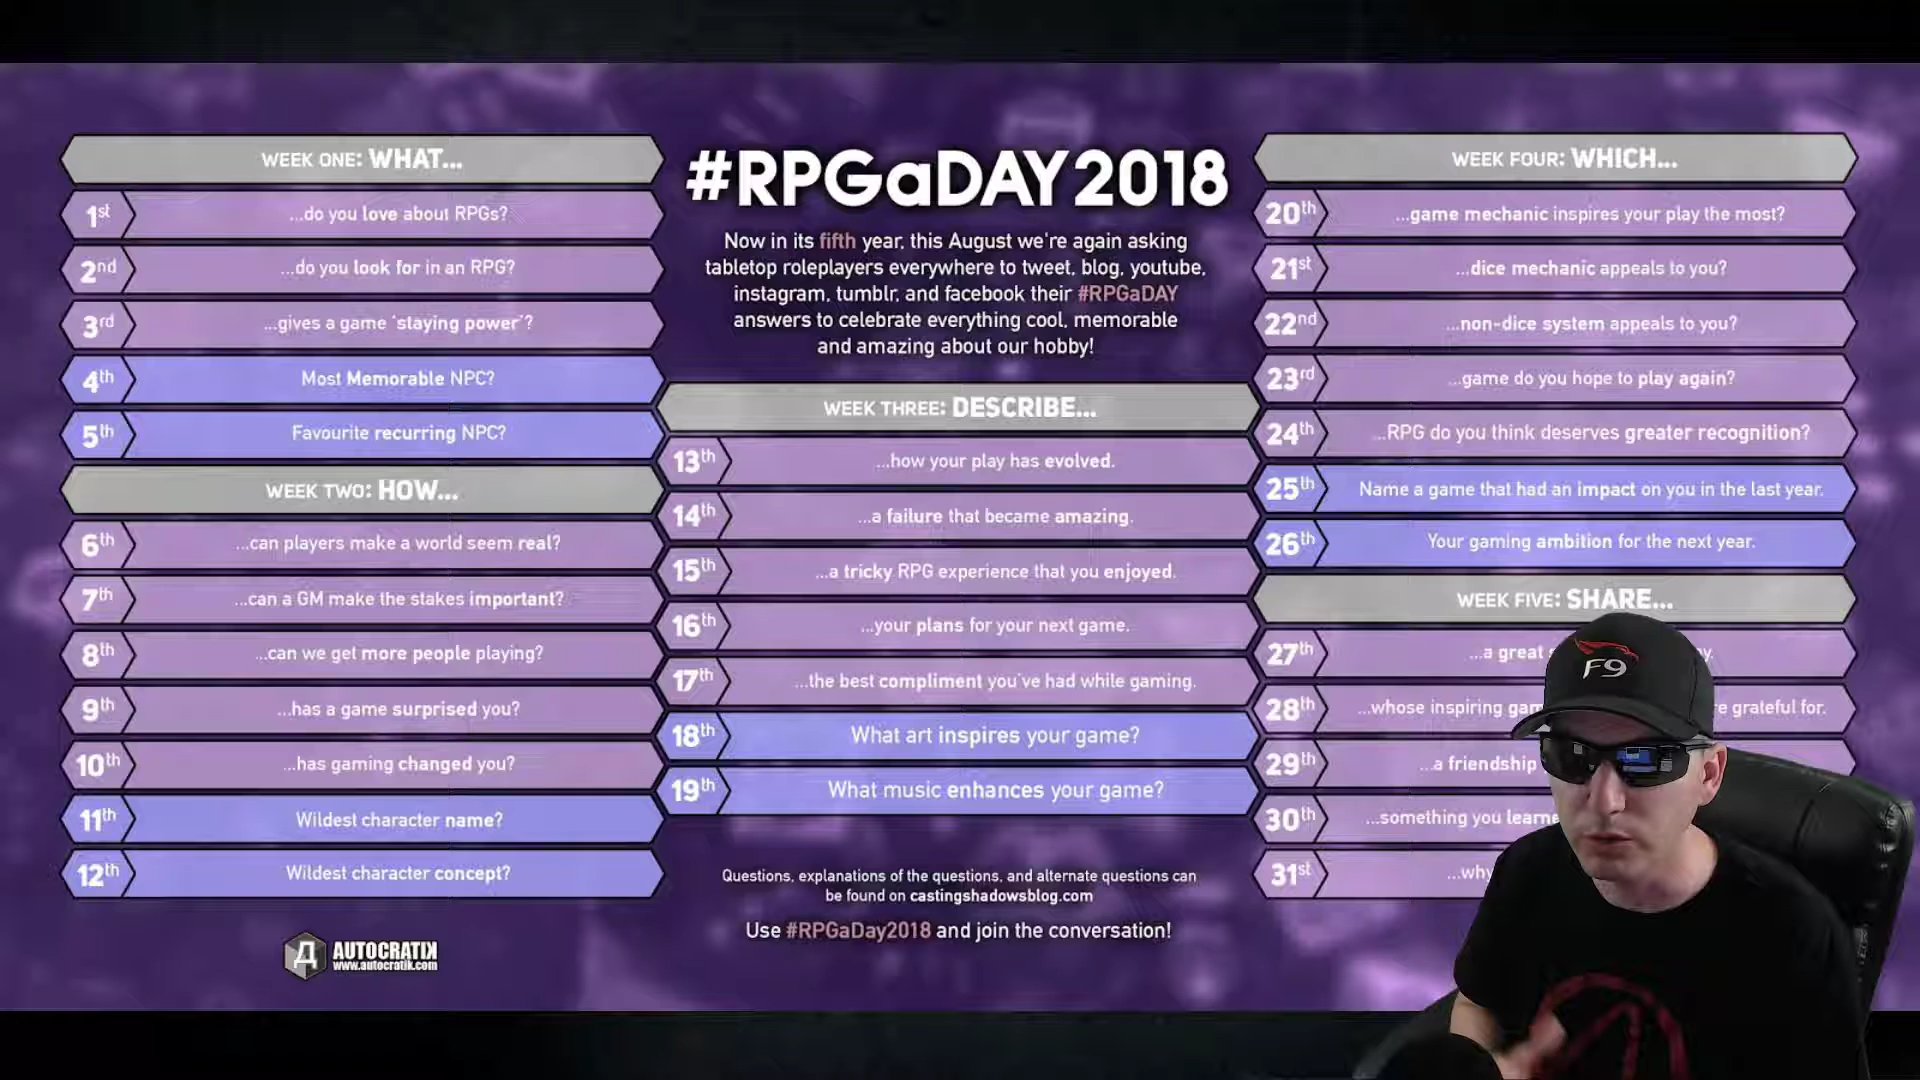 WEEK ONE: WHAT...
1st ...do you love about RPGs?
2nd ...do you look for in an RPG?
3rd ...gives a game 'staying power'?
4th Most Memorable NPC?
5th Favourite recurring NPC?
WEEK TWO: HOW...
6th ...can players make a world seem real?
7th ...can a GM make the stakes important?
8th ...can we get more people playing?
9th ...has a game surprised you?
10th ...has gaming changed you?
11th Wildest character name?
12th Wildest character concept?
AUTOCRATIK
www.autocratik.com
#RPGaDAY2018
Now in its fifth year, this August we're again asking
tabletop roleplayers everywhere to tweet, blog, youtube,
instagram, tumblr, and facebook their #RPGaDAY
answers to celebrate everything cool, memorable
and amazing about our hobby!
WEEK THREE: DESCRIBE...
13th ...how your play has evolved.
14th ...a failure that became amazing.
15th ...a tricky RPG experience that you enjoyed.
16th ...your plans for your next game.
17th ...the best compliment you've had while gaming.
18th What art inspires your game?
19th What music enhances your game?
Questions, explanations of the questions, and alternate questions can
be found on castingshadowsblog.com
Use #RPGaDay2018 and join the conversation!
WEEK FOUR: WHICH...
20th ...game mechanic inspires your play the most?
21st ...dice mechanic appeals to you?
22nd ...non-dice system appeals to you?
23rd ...game do you hope to play again?
24th ...RPG do you think deserves greater recognition?
25th Name a game that had an impact on you in the last year.
26th Your gaming ambition for the next year.
WEEK FIVE: SHARE...
27th ...a great
28th ...whose inspiring grateful for.
29th ...a friendship
30th ...something you
31st ...why
F9